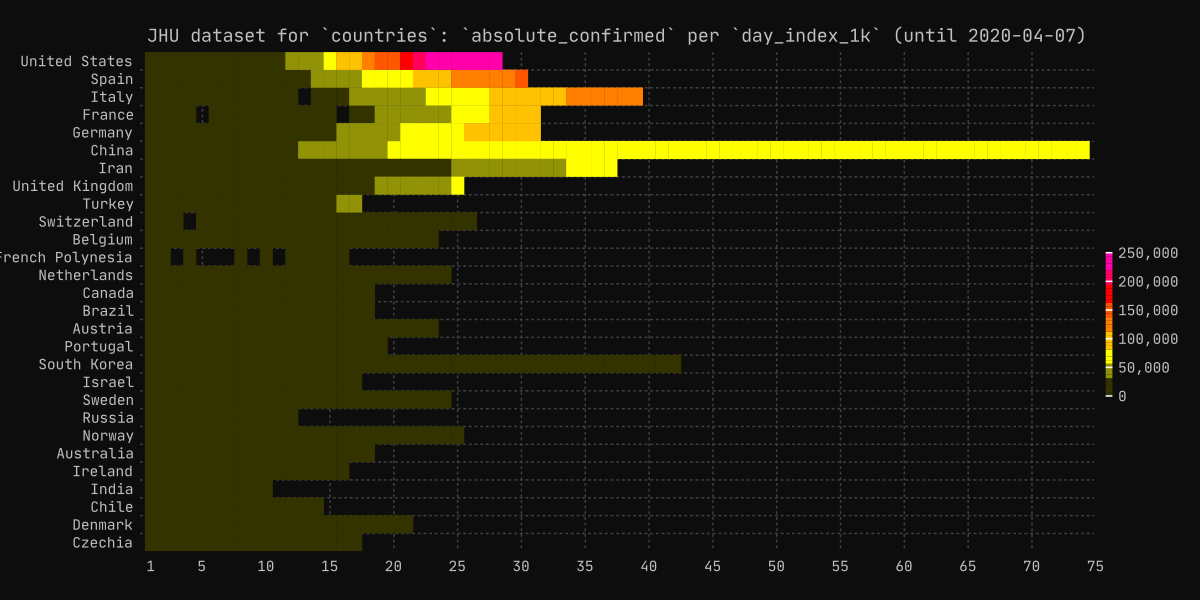 JHU dataset for `countries`: `absolute_confirmed` per `day_index_1k` (until 2020-04-07)
United States
Spain
Italy
France
Germany
China
Iran
United Kingdom
Turkey
Switzerland
Belgium
French Polynesia
Netherlands
Canada
Brazil
Austria
Portugal
South Korea
Israel
Sweden
Russia
Norway
Australia
Ireland
India
Chile
Denmark
Czechia
1 5 10 15 20 25 30 35 40 45 50 55 60 65 70 75
250,000
200,000
150,000
100,000
50,000
0